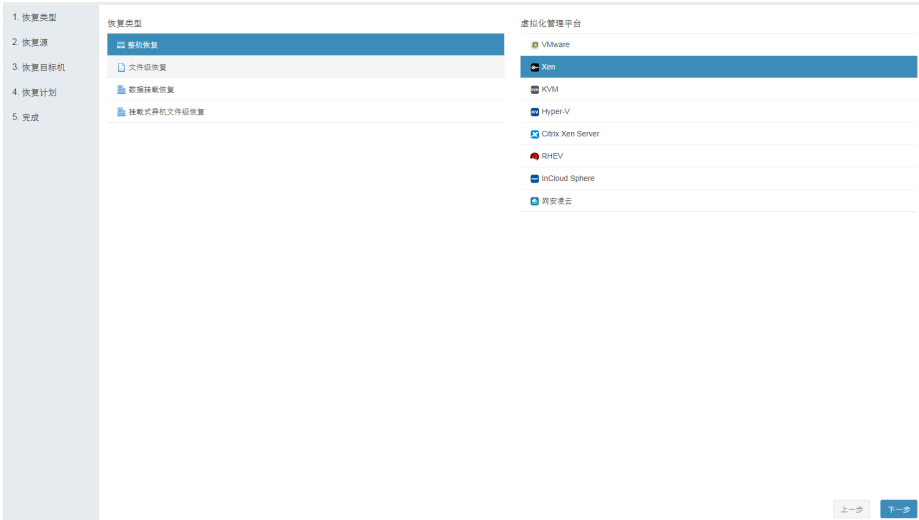 1. 恢复类型
2. 恢复源
3. 恢复目标机
4. 恢复计划
5. 完成
恢复类型
整机恢复
文件级恢复
数据挂载恢复
挂载式异机文件级恢复
虚拟化管理平台
VMware
Xen
KVM
Hyper-V
Citrix Xen Server
RHEV
InCloud Sphere
网安凌云
上一步
下一步